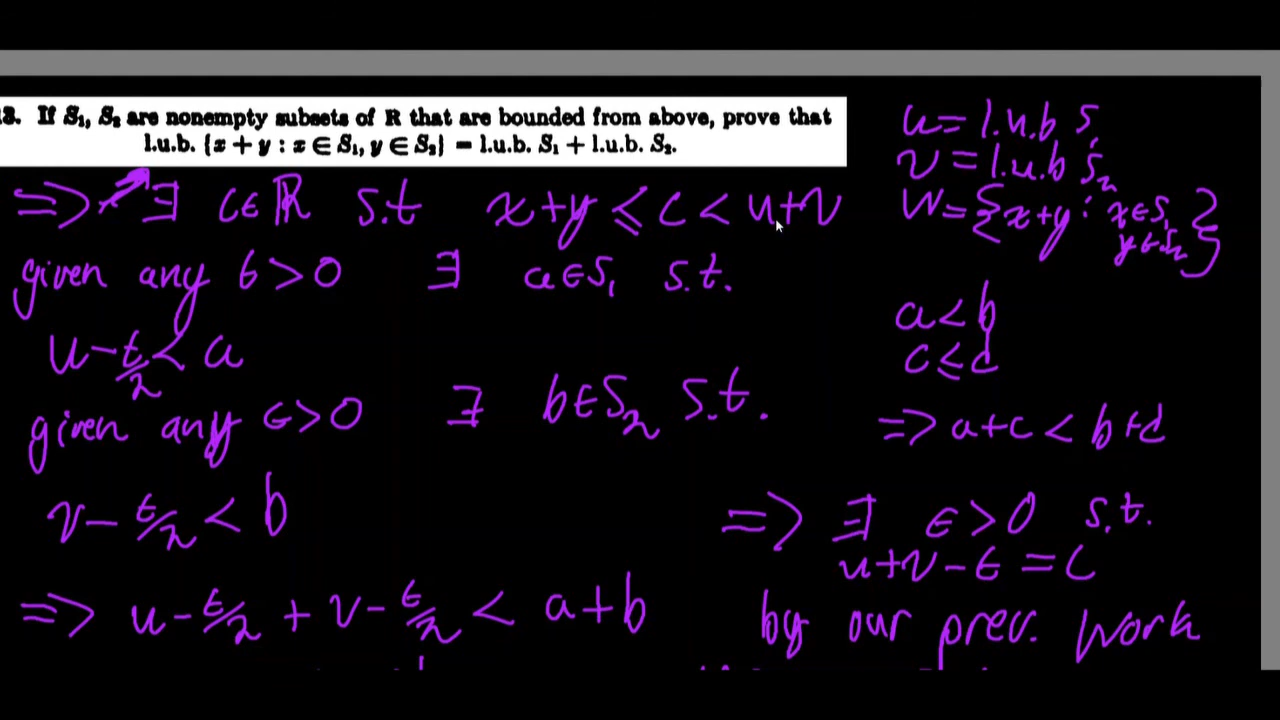 3. If S₁, S₂ are nonempty subsets of R that are bounded from above, prove that
l.u.b. {x + y : x ∈ S₁, y ∈ S₂} = l.u.b. S₁ + l.u.b. S₂.
⇒ ∃ c∈ℝ s.t x+y ≤ c < u+v
given any ϵ>0 ∃ a∈S₁ s.t.
u-ϵ/2 < a
given any ϵ>0 ∃ b∈S₂ s.t.
v-ϵ/2 < b
⇒ u-ϵ/2 + v-ϵ/2 < a+b
u= l.u.b S₁
v = l.u.b S₂
W={x+y : x∈S₁
y∈S₂}
a<b
c≤d
⇒ a+c < b+d
⇒ ∃ ϵ>0 s.t.
u+v-ϵ = c
by our prev. work